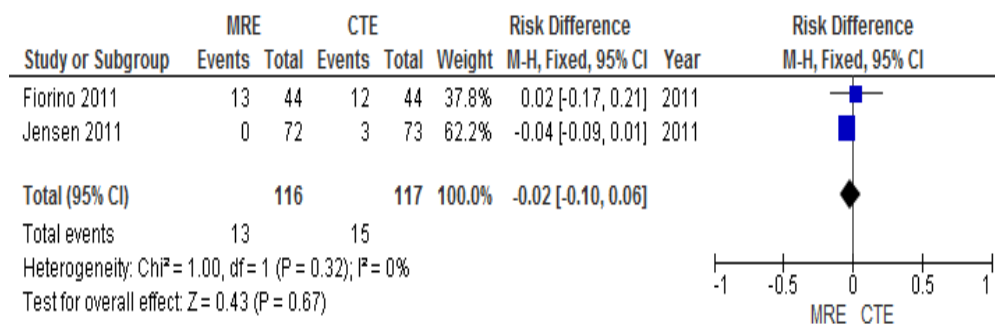 MRE CTE Risk Difference Risk Difference
Study or Subgroup Events Total Events Total Weight M-H, Fixed, 95% CI Year M-H, Fixed, 95% CI
Fiorino 2011 13 44 12 44 37.8% 0.02 [-0.17, 0.21] 2011
Jensen 2011 0 72 3 73 62.2% -0.04 [-0.09, 0.01] 2011
Total (95% CI) 116 117 100.0% -0.02 [-0.10, 0.06]
Total events 13 15
Heterogeneity: Chi² = 1.00, df = 1 (P = 0.32); I² = 0%
Test for overall effect: Z = 0.43 (P = 0.67)
-1 -0.5 0 0.5 1
MRE CTE